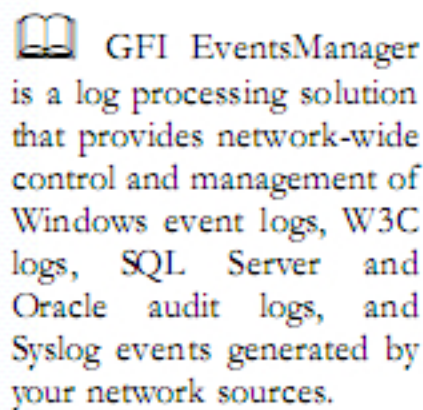 GFI EventsManager
is a log processing solution
that provides network-wide
control and management of
Windows event logs, W3C
logs, SQL Server and
Oracle audit logs, and
Syslog events generated by
your network sources.